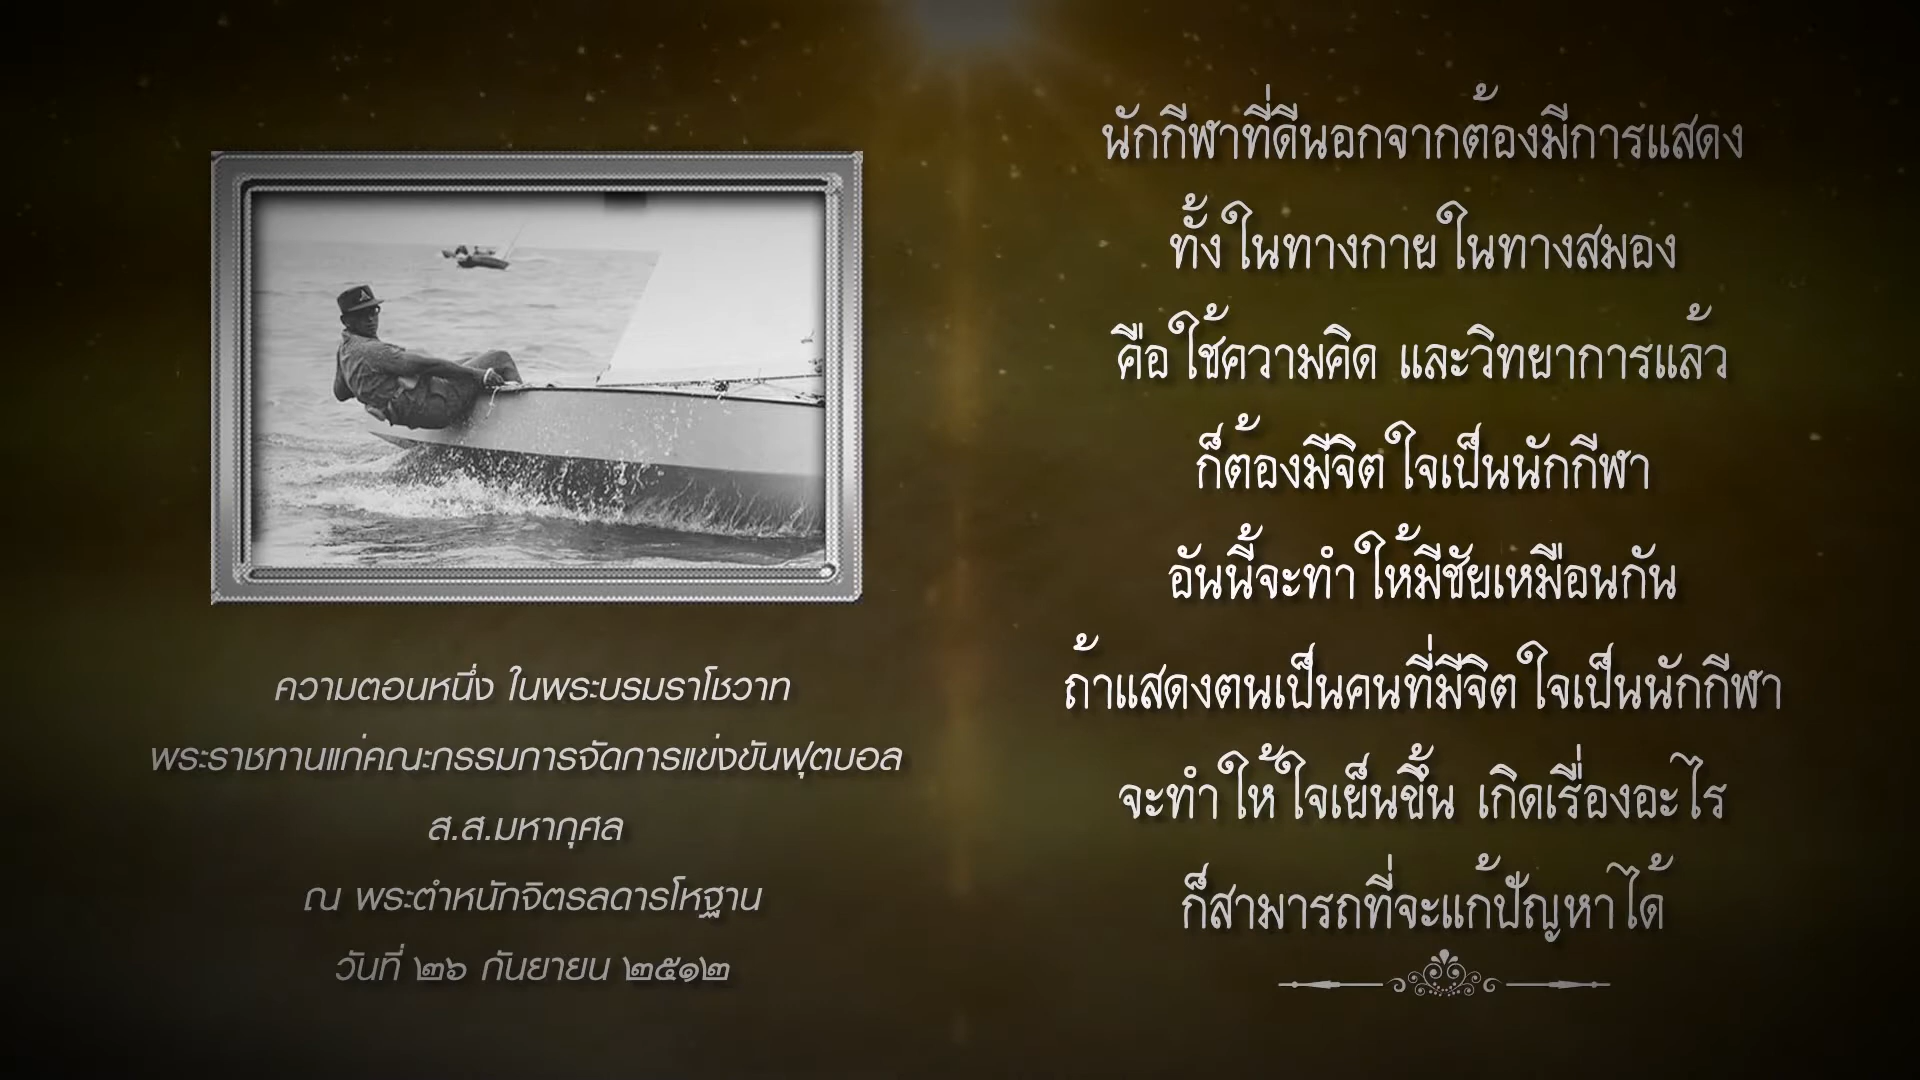 นักกีฬาที่ดีนอกจากต้องมีการแสดง
ทั้งในทางกายในทางสมอง
คือใช้ความคิด และวิทยาการแล้ว
ก็ต้องมีจิตใจเป็นนักกีฬา
อันนี้จะทำให้มีชัยเหมือนกัน
ถ้าแสดงตนเป็นคนที่มีจิตใจเป็นนักกีฬา
จะทำให้ใจเย็นขึ้น เกิดเรื่องอะไร
ก็สามารถที่จะแก้ปัญหาได้
ความตอนหนึ่ง ในพระบรมราโชวาท
พระราชทานแก่คณะกรรมการจัดการแข่งขันฟุตบอล
ส.ส.มหากุศล
ณ พระตำหนักจิตรลดารโหฐาน
วันที่ ๒๖ กันยายน ๒๕๑๒